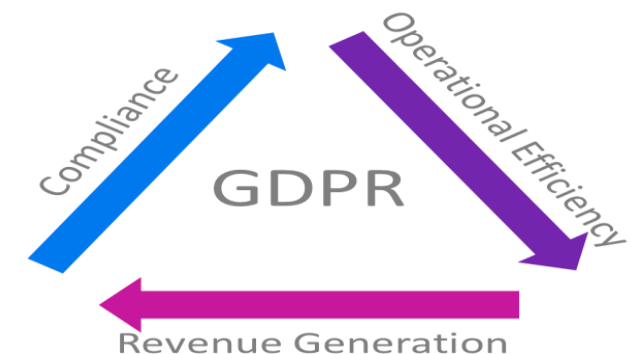 Compliance
Operational Efficiency
GDPR
Revenue Generation